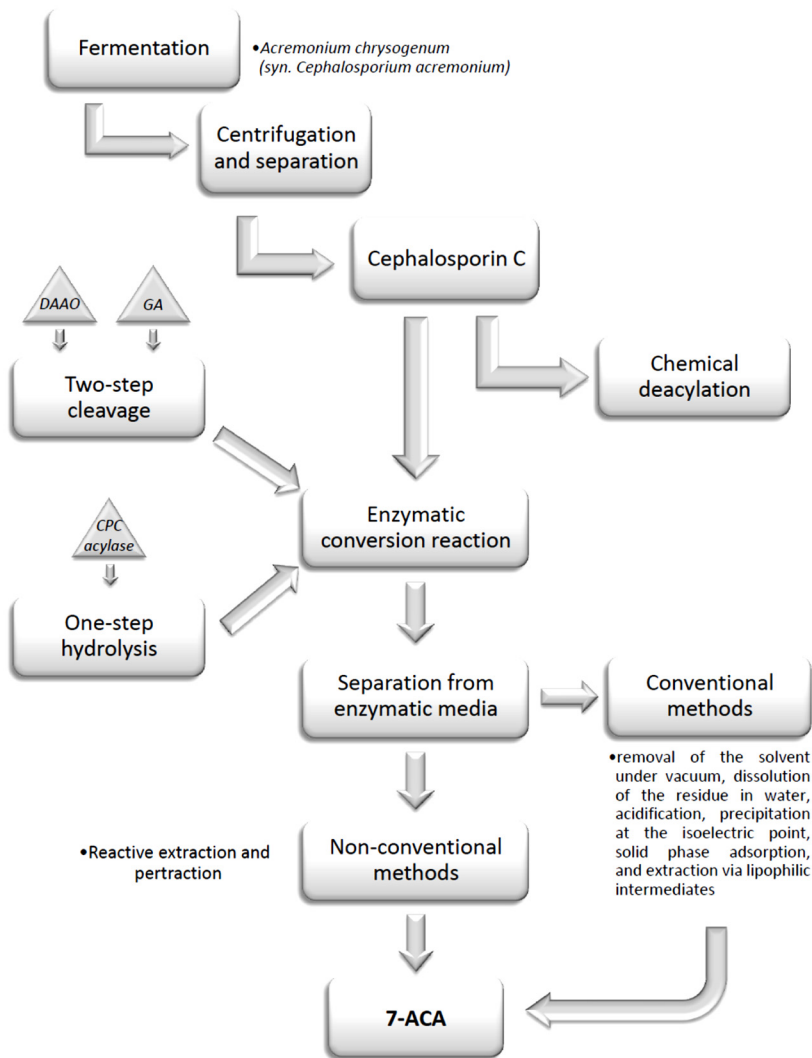 Fermentation
•Acremonium chrysogenum
(syn. Cephalosporium acremonium)
Centrifugation
and separation
Cephalosporin C
DAAO
GA
Two-step
cleavage
Chemical
deacylation
Enzymatic
conversion reaction
CPC
acylase
One-step
hydrolysis
Separation from
enzymatic media
Conventional
methods
•removal of the solvent
under vacuum, dissolution
of the residue in water,
acidification, precipitation
at the isoelectric point,
solid phase adsorption,
and extraction via lipophilic
intermediates
•Reactive extraction and
pertraction
Non-conventional
methods
7-ACA